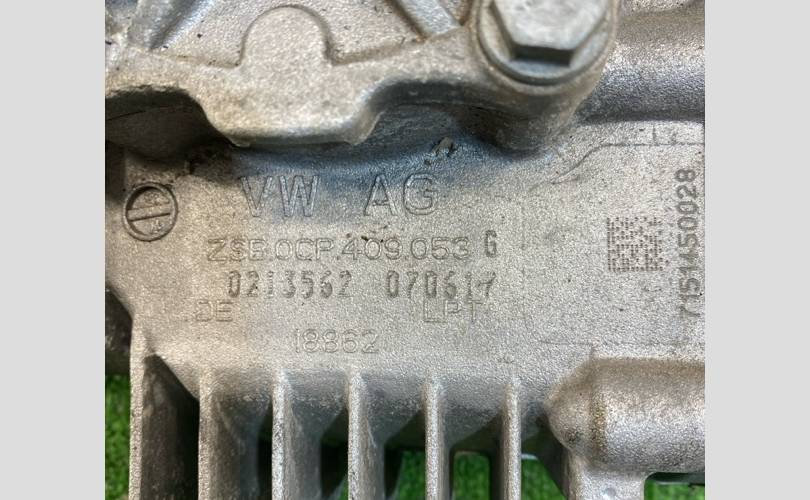 VW AG
ZSB.0CP.409.053 G
0213562 070617
DE LPT
18862
7151450028